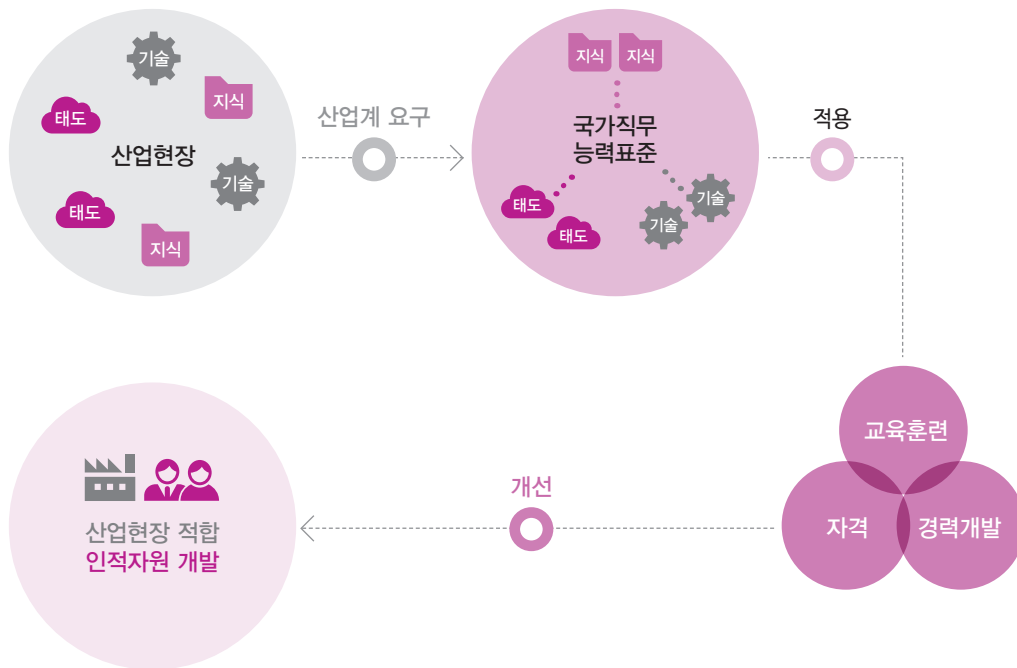 기술
지식
태도
산업현장
기술
태도
지식
산업계 요구
지식 지식
국가직무
능력표준
태도
태도
기술
기술
적용
교육훈련
자격
경력개발
개선
산업현장 적합
인적자원 개발